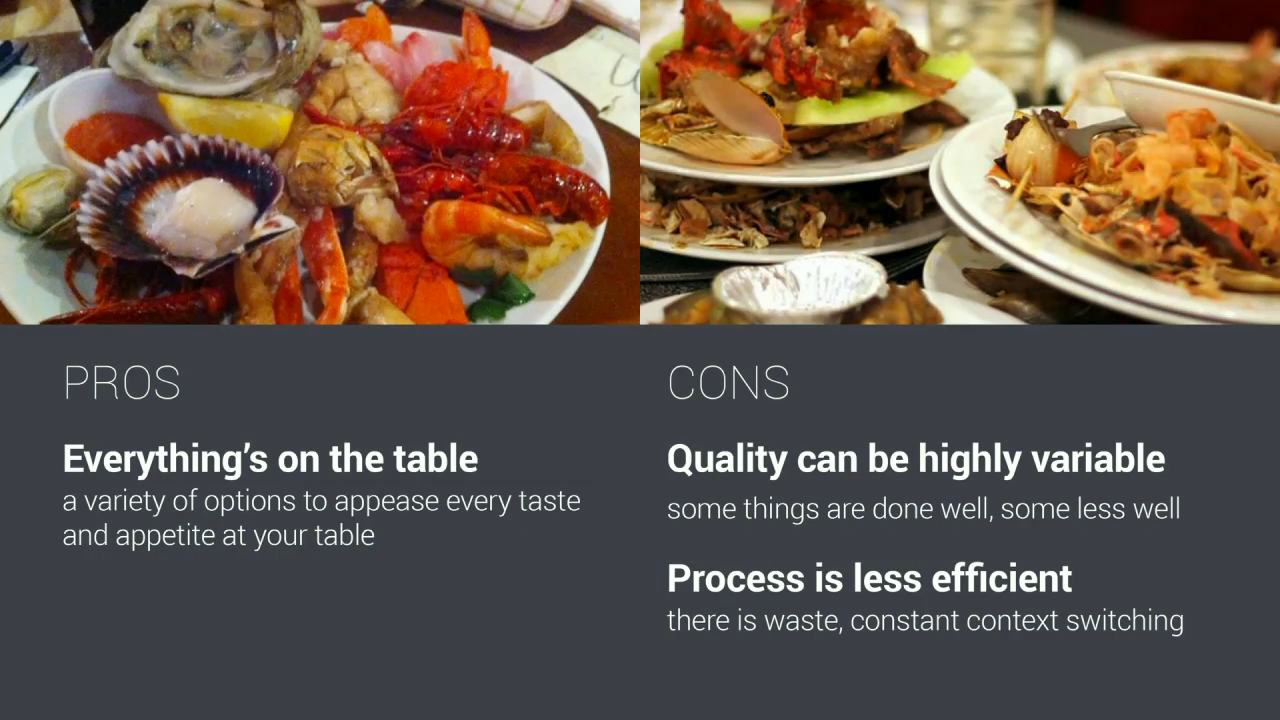 PROS
Everything’s on the table
a variety of options to appease every taste
and appetite at your table
CONS
Quality can be highly variable
some things are done well, some less well
Process is less efficient
there is waste, constant context switching